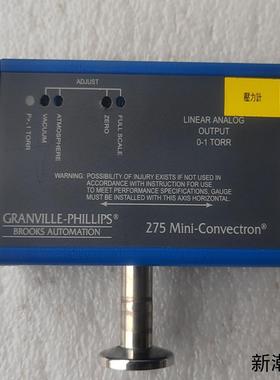 ADJUST
P>.1 TORR
VACUUM
ATMOSPHERE
ZERO
FULL SCALE
壓力計
LINEAR ANALOG
OUTPUT
0-1 TORR
WARNING: POSSIBILITY OF INJURY EXISTS IF NOT USED IN
ACCORDANCE WITH INSTRUCTION FOR USE
TO MEET PERFORMANCE SPECIFICATIONS, GAUGE
MUST BE INSTALLED WITH THIS AXIS HORIZONTAL.
GRANVILLE-PHILLIPS®
BROOKS AUTOMATION
275 Mini-Convectron®
新潮